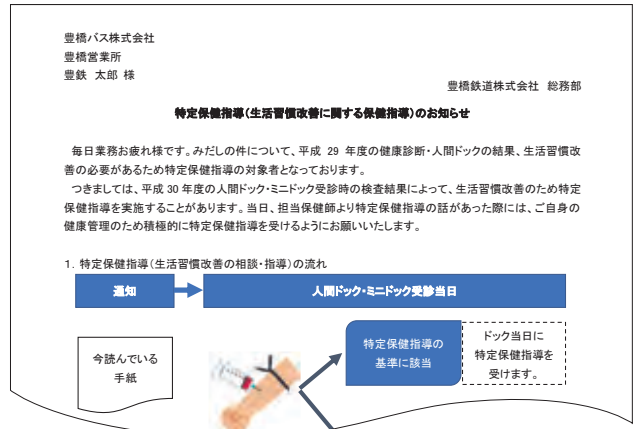 豊橋バス株式会社
豊橋営業所
豊鉄 太郎 様
豊橋鉄道株式会社 総務部
特定保健指導(生活習慣改善に関する保健指導)のお知らせ
毎日業務お疲れ様です。みだしの件について、平成 29 年度の健康診断・人間ドックの結果、生活習慣改
善の必要があるため特定保健指導の対象者となっております。
つきましては、平成 30 年度の人間ドック・ミニドック受診時の検査結果によって、生活習慣改善のため特定
保健指導を実施することがあります。当日、担当保健師より特定保健指導の話があった際には、ご自身の
健康管理のため積極的に特定保健指導を受けるようにお願いいたします。
1. 特定保健指導(生活習慣改善の相談・指導)の流れ
通知
人間ドック・ミニドック受診当日
今読んでいる
手紙
特定保健指導の
基準に該当
ドック当日に
特定保健指導を
受けます。